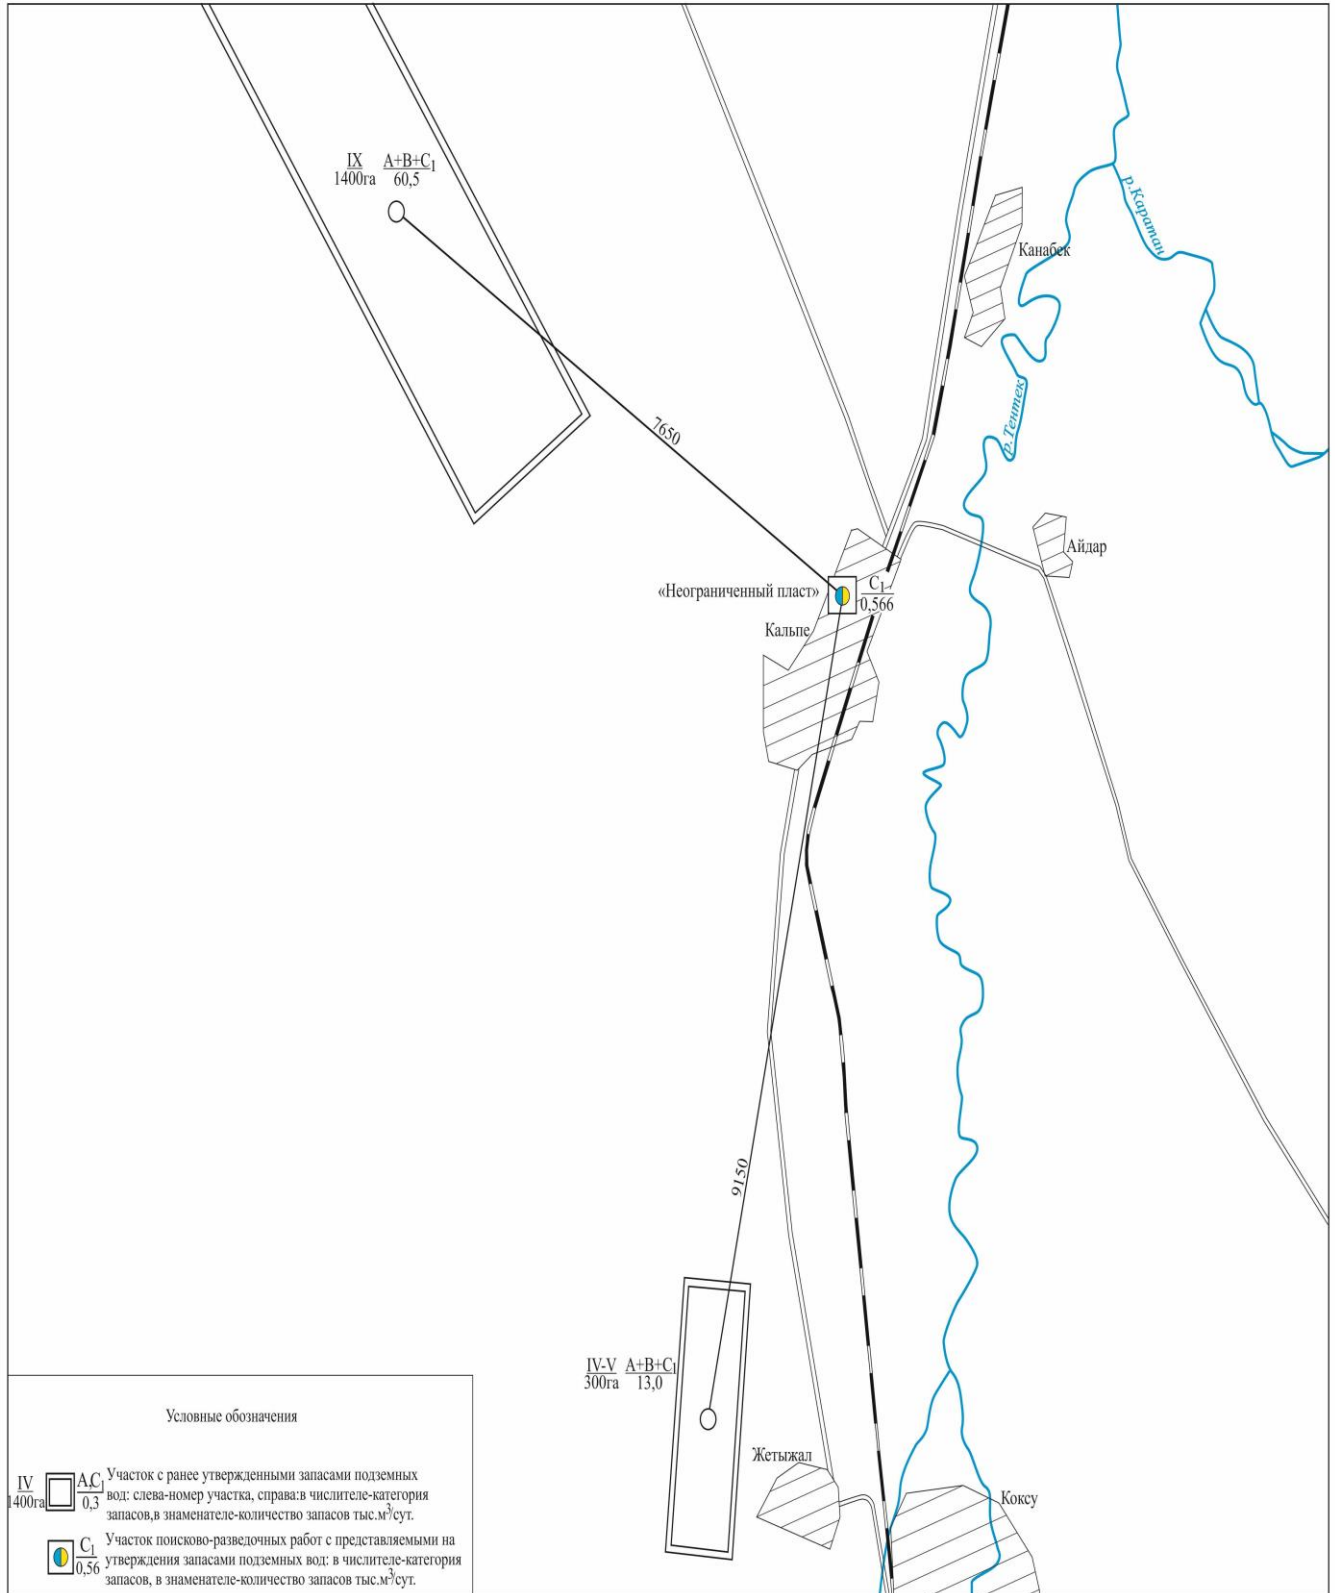 IX A+B+C1
1400га 60,5
р.Каратан
Канабек
р.Тентек
7650
Айдар
«Неограниченный пласт» C1
0,566
Кальпе
9150
IV-V A+B+C1
300га 13,0
Жетыжал
Коксу
Условные обозначения
IV A,C1 Участок с ранее утвержденными запасами подземных
1400га 0,3 вод: слева-номер участка, справа:в числителе-категория
запасов,в знаменателе-количество запасов тыс.м³/сут.
C1 Участок поисково-разведочных работ с представляемыми на
0,56 утверждения запасами подземных вод: в числителе-категория
запасов, в знаменателе-количество запасов тыс.м³/сут.